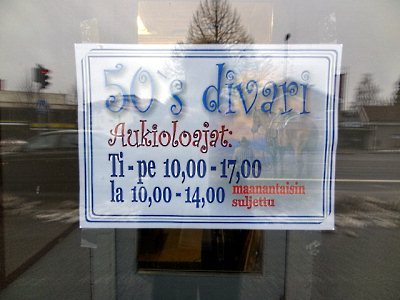 50's divari
Aukioloajat:
Ti - pe 10,00 - 17,00
la 10,00 - 14,00 maanantaisin
suljettu